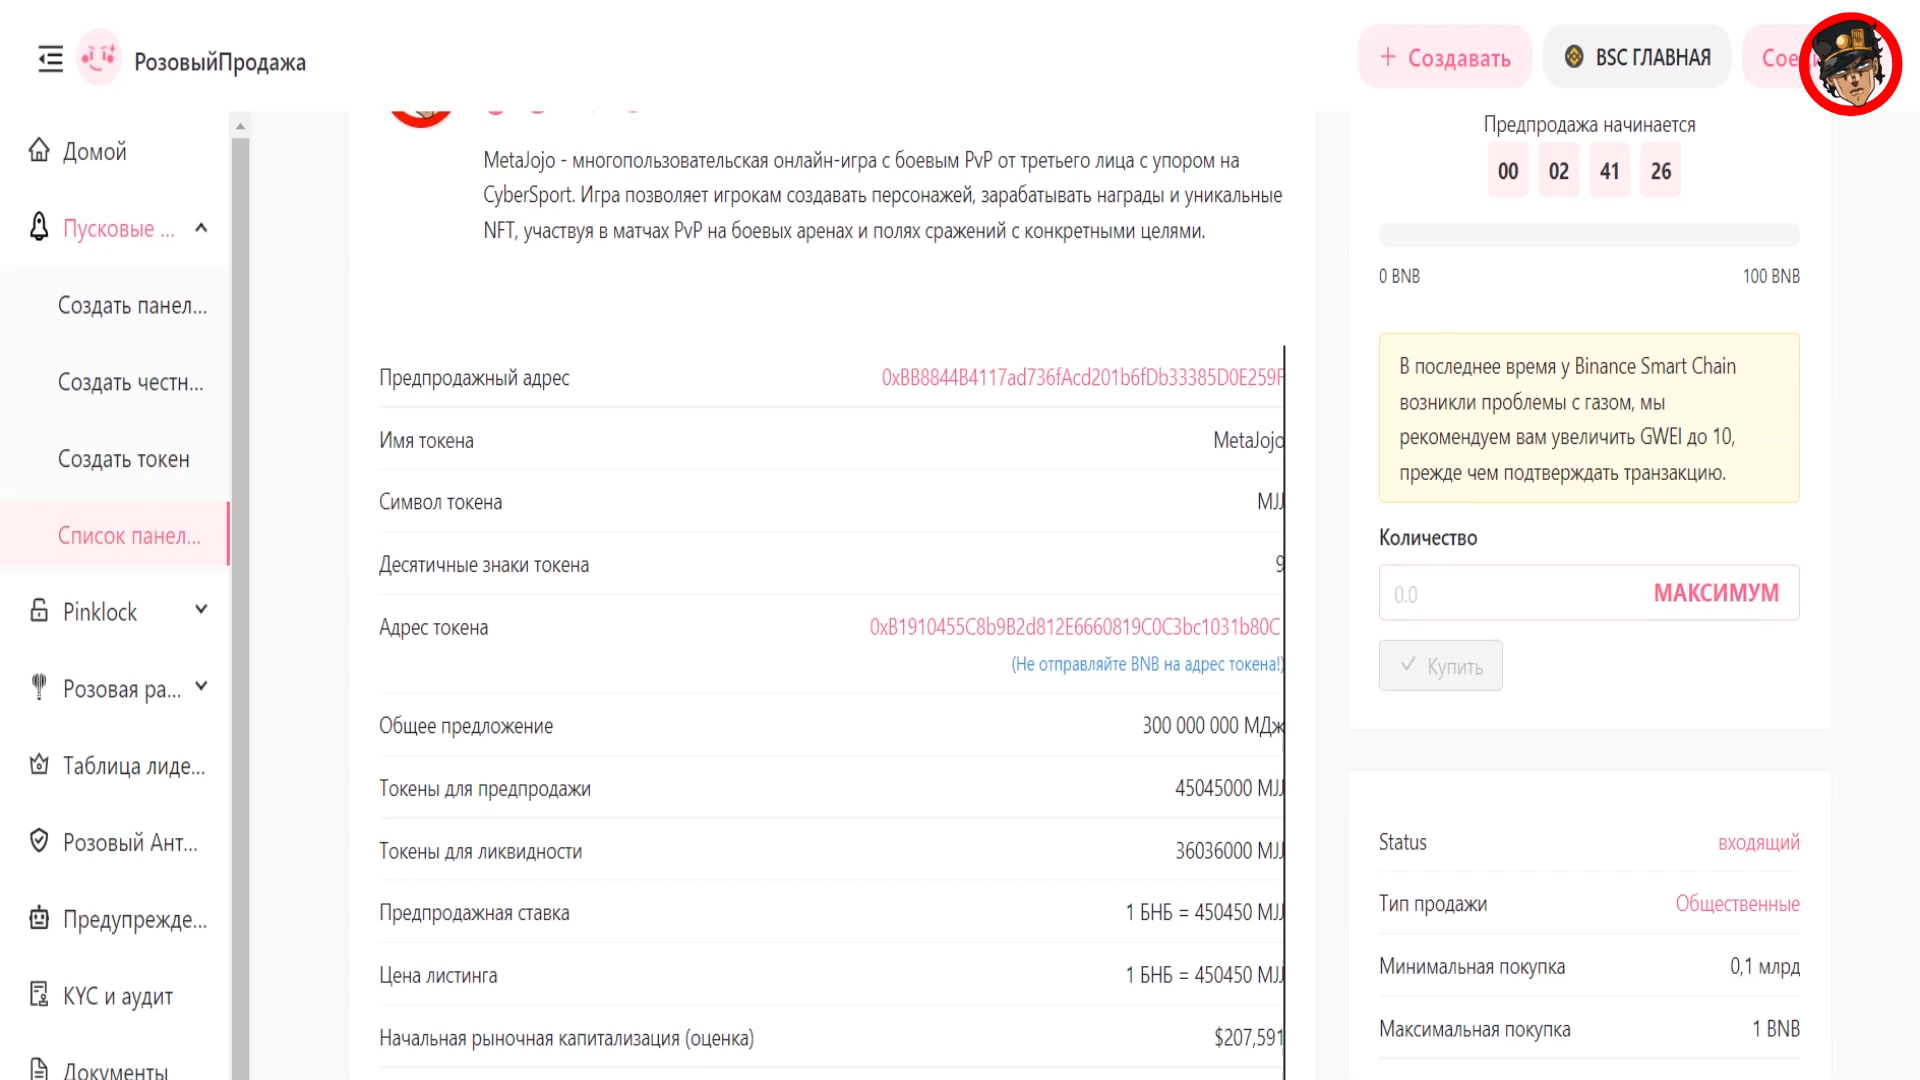 РозовыйПродажа
+ Создавать
BSC ГЛАВНАЯ
Домой
Пусковые ...
Создать панел...
Создать честн...
Создать токен
Список панел...
Pinklock
Розовая ра...
Таблица лиде...
Розовый Ант...
Предупрежде...
KYC и аудит
Документы
MetaJojo - многопользовательская онлайн-игра с боевым PvP от третьего лица с упором на
CyberSport. Игра позволяет игрокам создавать персонажей, зарабатывать награды и уникальные
NFT, участвуя в матчах PvP на боевых аренах и полях сражений с конкретными целями.
Предпродажный адрес 0xBB8844B4117ad736fAcd201b6fDb33385D0E259F
Имя токена MetaJojo
Символ токена MJJ
Десятичные знаки токена 9
Адрес токена 0xB1910455C8b9B2d812E6660819C0C3bc1031b80C
(Не отправляйте BNB на адрес токена!)
Общее предложение 300 000 000 МДж
Токены для предпродажи 45045000 MJJ
Токены для ликвидности 36036000 MJJ
Предпродажная ставка 1 БНБ = 450450 MJJ
Цена листинга 1 БНБ = 450450 MJJ
Начальная рыночная капитализация (оценка) $207,591
Предпродажа начинается
00 02 41 26
0 BNB 100 BNB
В последнее время у Binance Smart Chain
возникли проблемы с газом, мы
рекомендуем вам увеличить GWEI до 10,
прежде чем подтверждать транзакцию.
Количество
0.0 МАКСИМУМ
Купить
Status входящий
Тип продажи Общественные
Минимальная покупка 0,1 млрд
Максимальная покупка 1 BNB